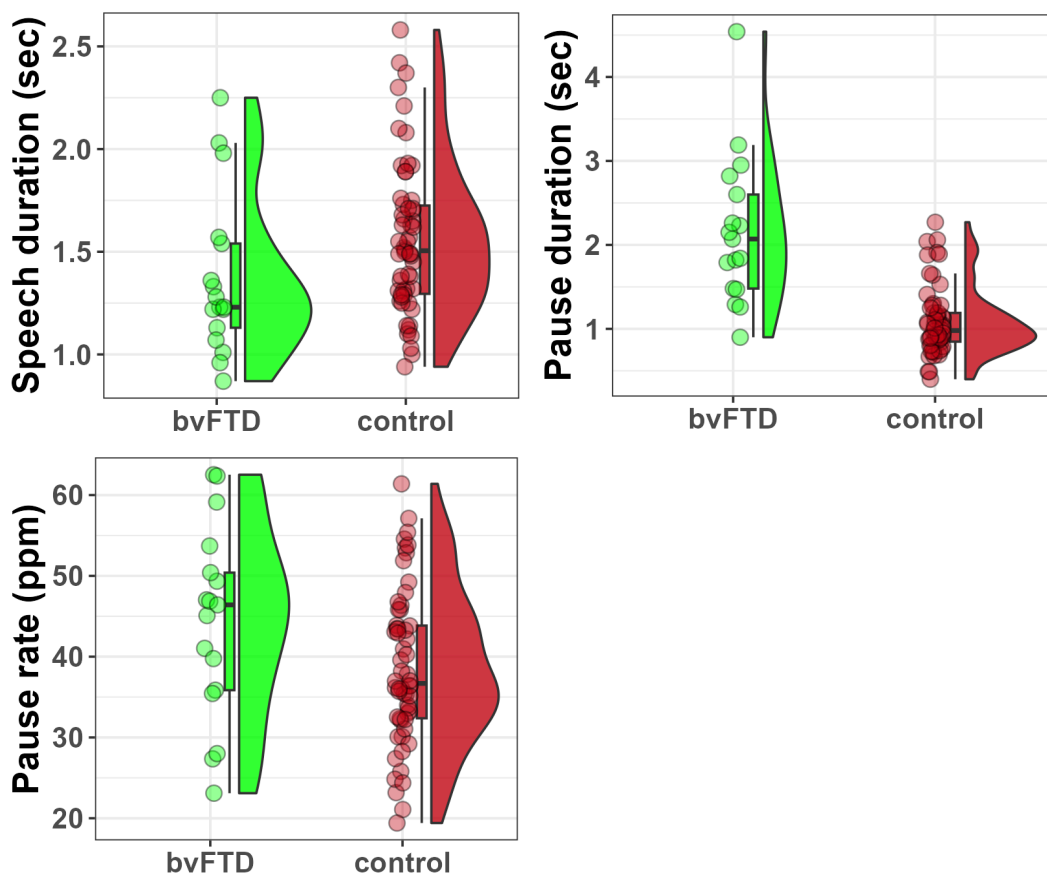 Speech duration (sec)
2.5
2.0
1.5
1.0
bvFTD control
Pause duration (sec)
4
3
2
1
bvFTD control
Pause rate (ppm)
60
50
40
30
20
bvFTD control